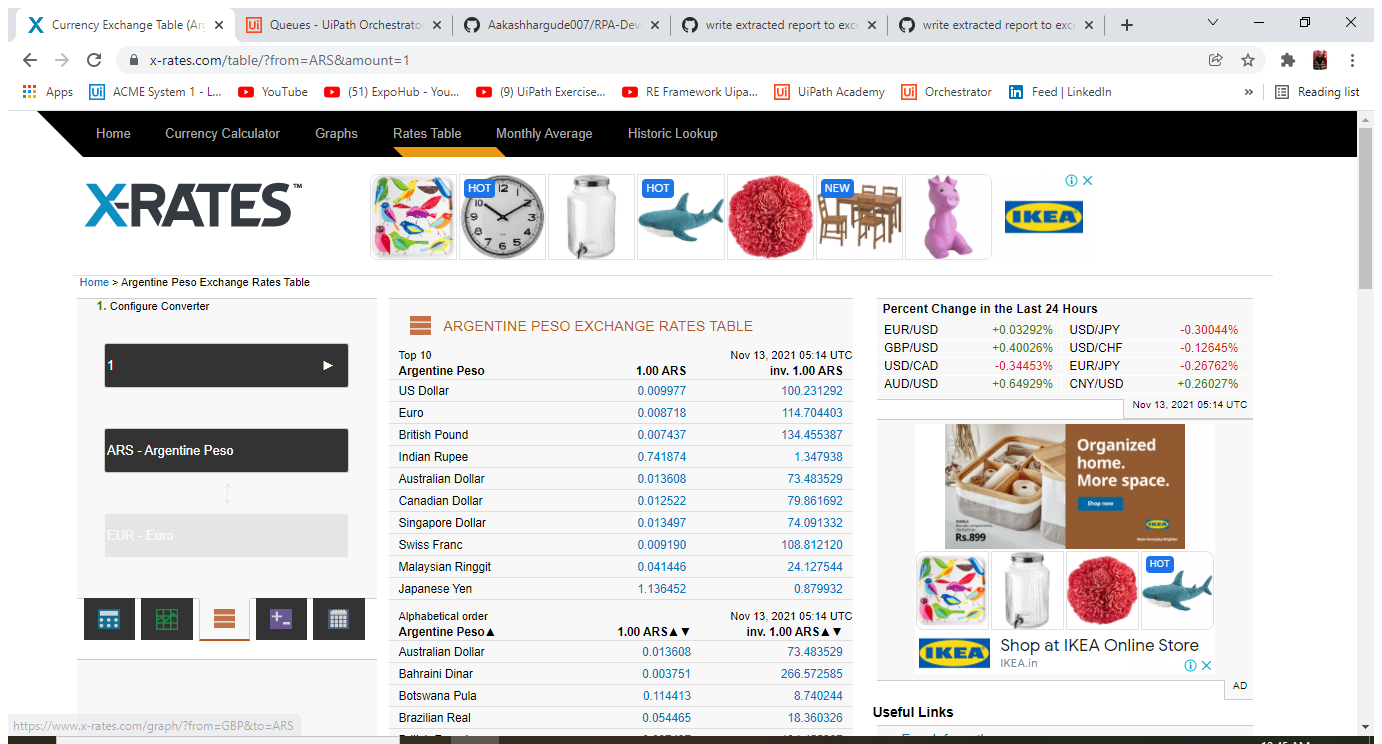 Currency Exchange Table (Arg
Queues - UiPath Orchestrator
Aakashhargude007/RPA-Dev
write extracted report to exce
write extracted report to exce
x-rates.com/table/?from=ARS&amount=1
Apps
ACME System 1 - L...
YouTube
(51) ExpoHub - You...
(9) UiPath Exercise...
RE Framework Uipa...
UiPath Academy
Orchestrator
Feed | LinkedIn
»
Reading list
Home Currency Calculator Graphs Rates Table Monthly Average Historic Lookup
X-RATES™
HOT
HOT
NEW
IKEA
Home > Argentine Peso Exchange Rates Table
1. Configure Converter
1
ARS - Argentine Peso
EUR - Euro
ARGENTINE PESO EXCHANGE RATES TABLE
Top 10 Nov 13, 2021 05:14 UTC
Argentine Peso 1.00 ARS inv. 1.00 ARS
US Dollar 0.009977 100.231292
Euro 0.008718 114.704403
British Pound 0.007437 134.455387
Indian Rupee 0.741874 1.347938
Australian Dollar 0.013608 73.483529
Canadian Dollar 0.012522 79.861692
Singapore Dollar 0.013497 74.091332
Swiss Franc 0.009190 108.812120
Malaysian Ringgit 0.041446 24.127544
Japanese Yen 1.136452 0.879932
Alphabetical order Nov 13, 2021 05:14 UTC
Argentine Peso▲ 1.00 ARS▲▼ inv. 1.00 ARS▲▼
Australian Dollar 0.013608 73.483529
Bahraini Dinar 0.003751 266.572585
Botswana Pula 0.114413 8.740244
Brazilian Real 0.054465 18.360326
Percent Change in the Last 24 Hours
EUR/USD +0.03292% USD/JPY -0.30044%
GBP/USD +0.40026% USD/CHF -0.12645%
USD/CAD -0.34453% EUR/JPY -0.26762%
AUD/USD +0.64929% CNY/USD +0.26027%
Nov 13, 2021 05:14 UTC
Organized
home.
More space.
Shop now
Rs.899
IKEA
HOT
IKEA
Shop at IKEA Online Store
IKEA.in
AD
Useful Links
https://www.x-rates.com/graph/?from=GBP&to=ARS